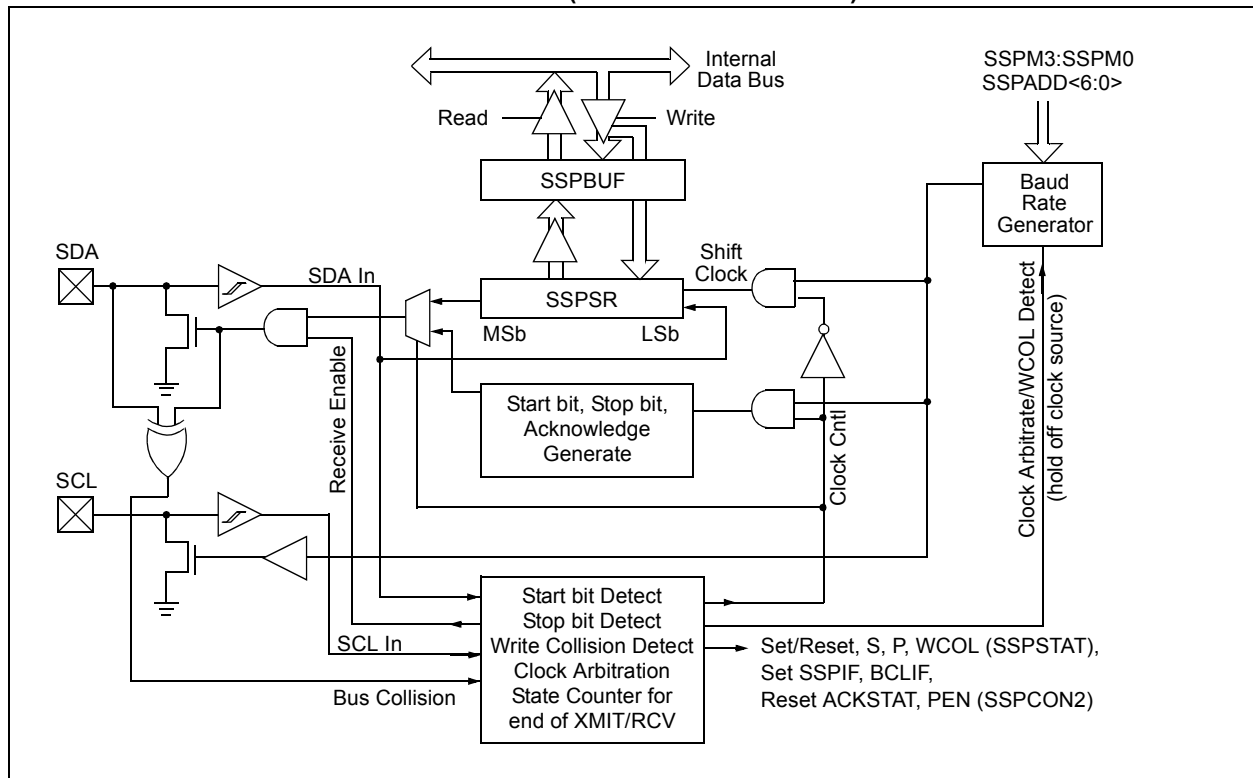 Internal
Data Bus
SSPM3:SSPM0
SSPADD<6:0>
Read
Write
SSPBUF
Baud
Rate
Generator
SDA
SDA In
Shift
Clock
SSPSR
MSb
LSb
Receive Enable
Start bit, Stop bit,
Acknowledge
Generate
Clock Cntl
Clock Arbitrate/WCOL Detect
(hold off clock source)
SCL
SCL In
Bus Collision
Start bit Detect
Stop bit Detect
Write Collision Detect
Clock Arbitration
State Counter for
end of XMIT/RCV
Set/Reset, S, P, WCOL (SSPSTAT),
Set SSPIF, BCLIF,
Reset ACKSTAT, PEN (SSPCON2)